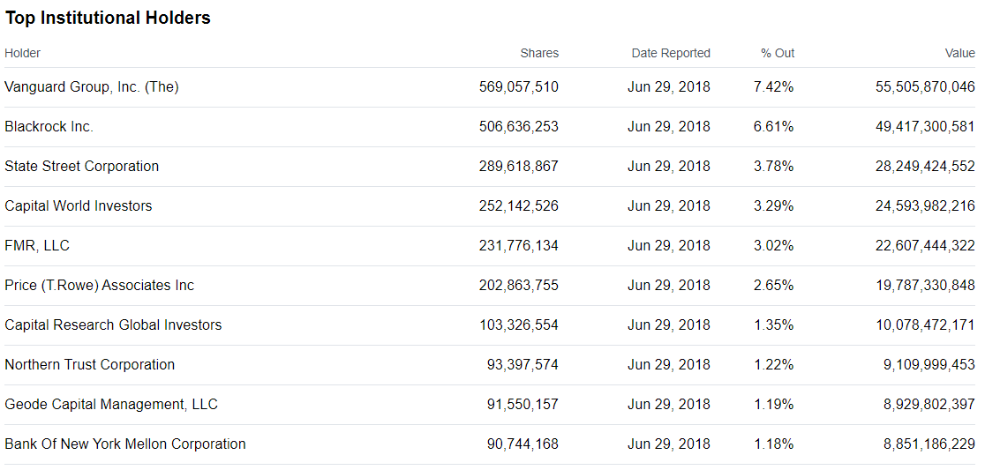 Top Institutional Holders
Holder Shares Date Reported % Out Value
Vanguard Group, Inc. (The) 569,057,510 Jun 29, 2018 7.42% 55,505,870,046
Blackrock Inc. 506,636,253 Jun 29, 2018 6.61% 49,417,300,581
State Street Corporation 289,618,867 Jun 29, 2018 3.78% 28,249,424,552
Capital World Investors 252,142,526 Jun 29, 2018 3.29% 24,593,982,216
FMR, LLC 231,776,134 Jun 29, 2018 3.02% 22,607,444,322
Price (T.Rowe) Associates Inc 202,863,755 Jun 29, 2018 2.65% 19,787,330,848
Capital Research Global Investors 103,326,554 Jun 29, 2018 1.35% 10,078,472,171
Northern Trust Corporation 93,397,574 Jun 29, 2018 1.22% 9,109,999,453
Geode Capital Management, LLC 91,550,157 Jun 29, 2018 1.19% 8,929,802,397
Bank Of New York Mellon Corporation 90,744,168 Jun 29, 2018 1.18% 8,851,186,229